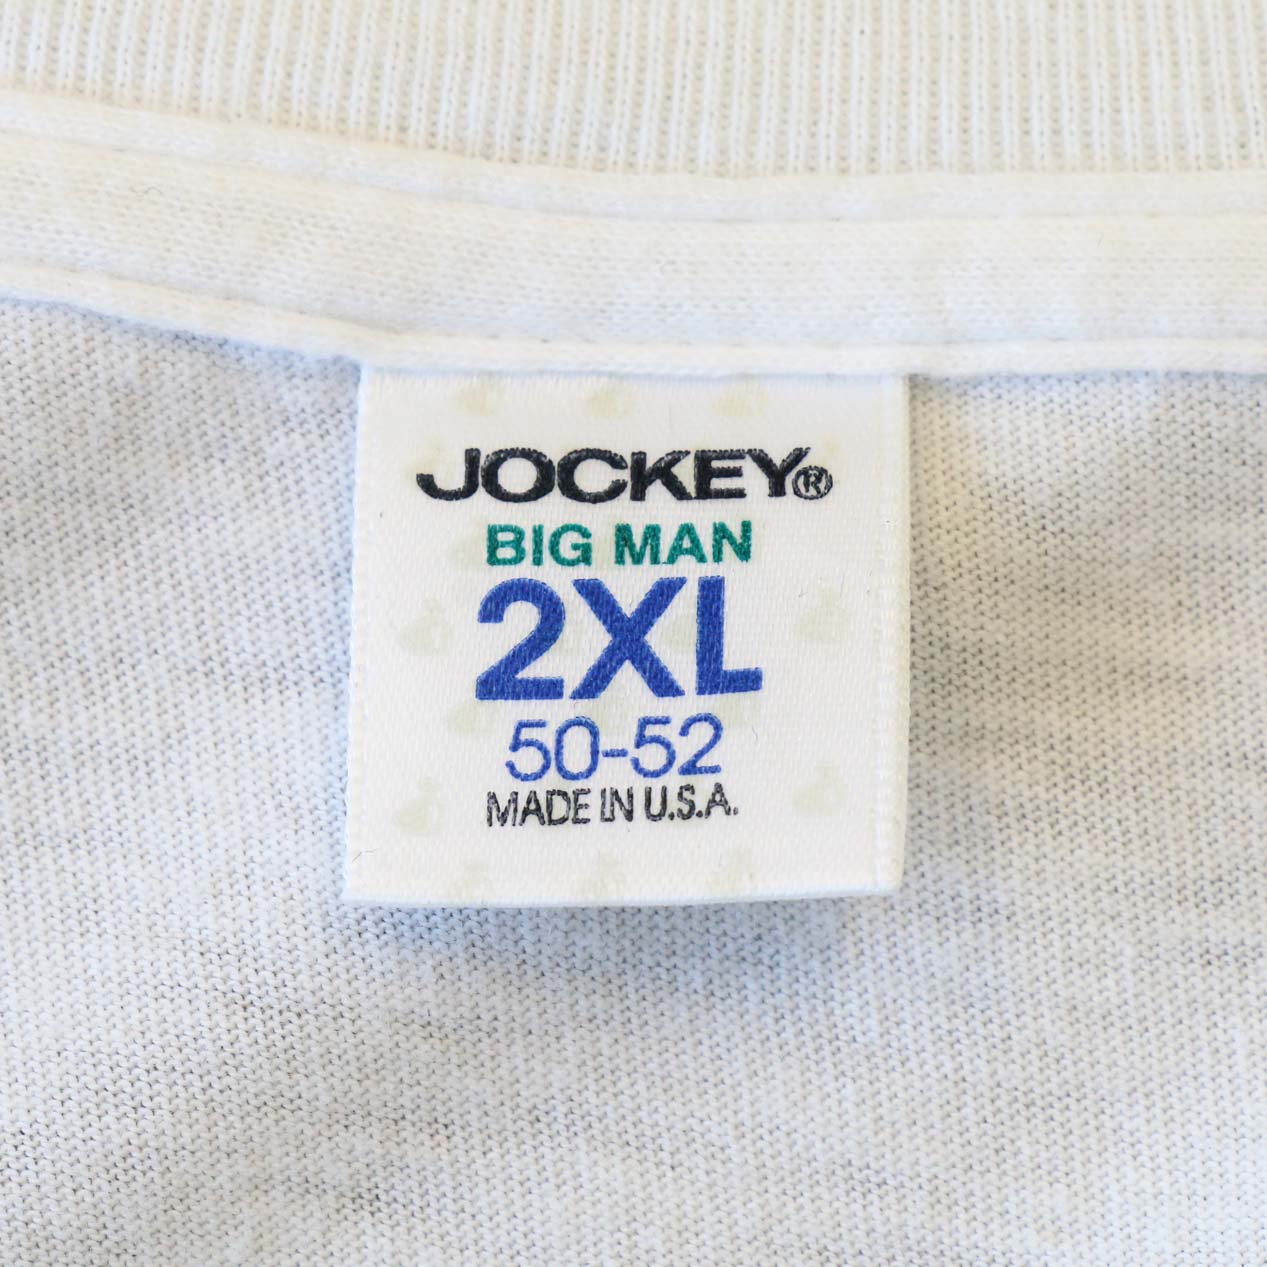 JOCKEY®
BIG MAN
2XL
50-52
MADE IN U.S.A.